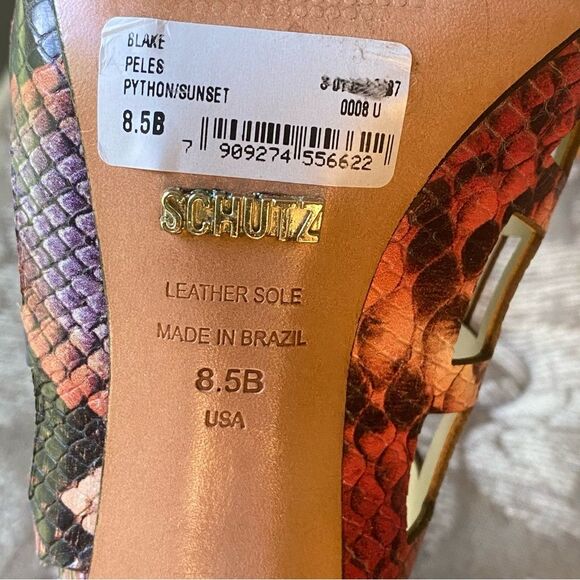 BLAKE
PELES
PYTHON/SUNSET
0008 U
8.5B
7 909274 556622
SCHUTZ
LEATHER SOLE
MADE IN BRAZIL
8.5B
USA